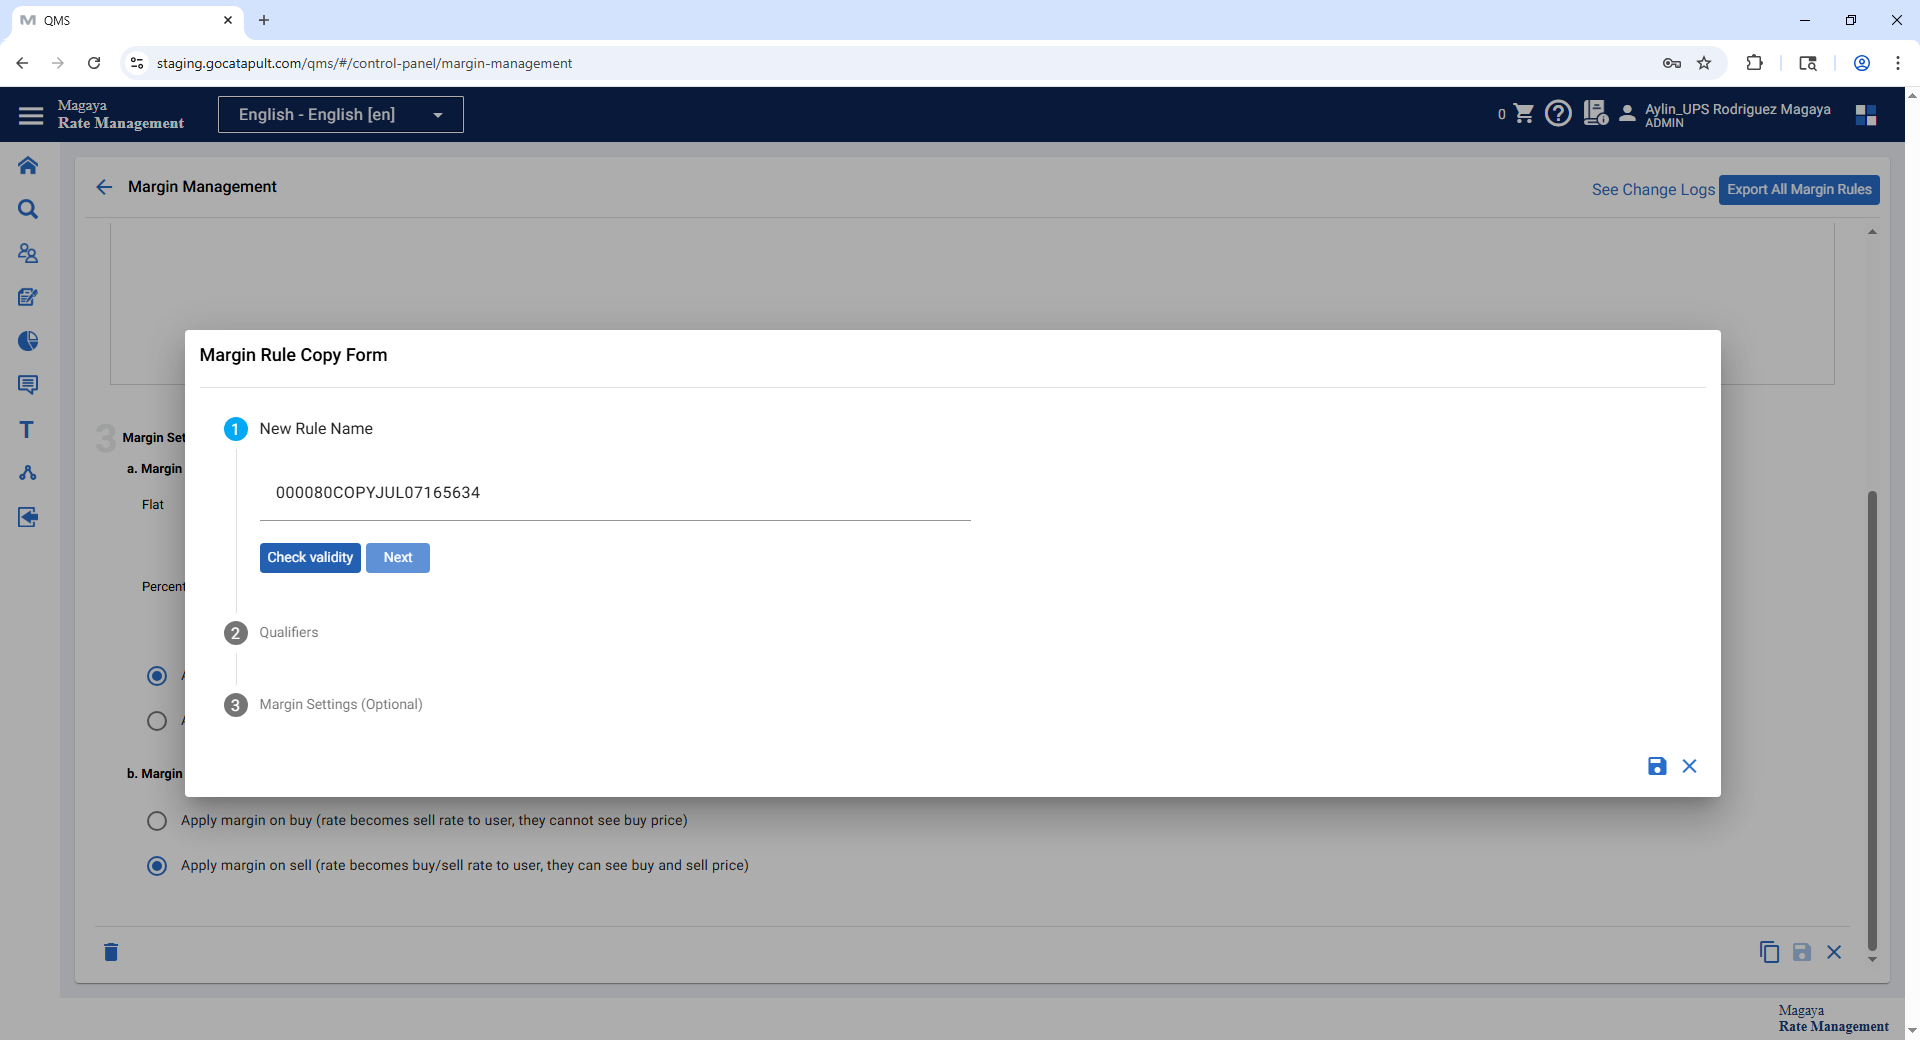 QMS
staging.gocatapult.com/qms/#/control-panel/margin-management
Magaya
Rate Management
English - English [en]
0
Aylin_UPS Rodriguez Magaya
ADMIN
Margin Management
See Change Logs
Export All Margin Rules
Margin Rule Copy Form
1 New Rule Name
000080COPYJUL07165634
Check validity
Next
2 Qualifiers
3 Margin Settings (Optional)
3 Margin Set
a. Margin
Flat
Percent
b. Margin
Apply margin on buy (rate becomes sell rate to user, they cannot see buy price)
Apply margin on sell (rate becomes buy/sell rate to user, they can see buy and sell price)
Magaya
Rate Management